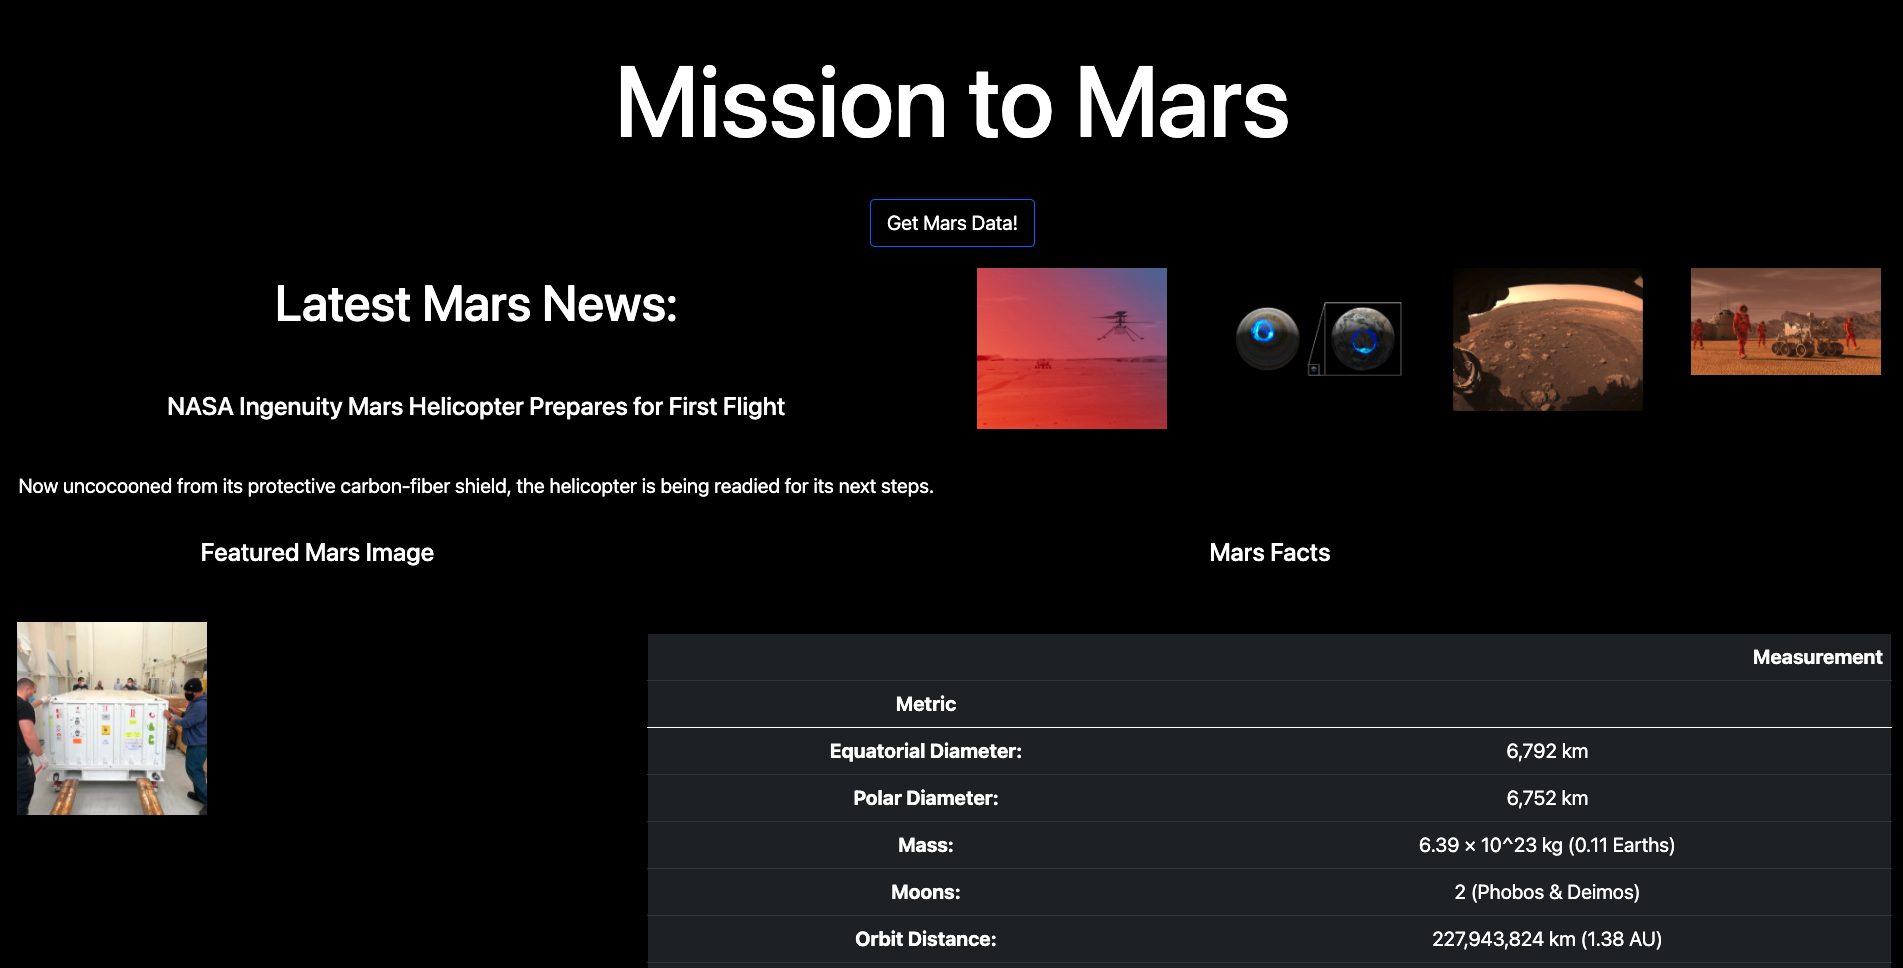 Mission to Mars
Get Mars Data!
Latest Mars News:
NASA Ingenuity Mars Helicopter Prepares for First Flight
Now uncocooned from its protective carbon-fiber shield, the helicopter is being readied for its next steps.
Featured Mars Image
Mars Facts
Measurement
Metric
Equatorial Diameter: 6,792 km
Polar Diameter: 6,752 km
Mass: 6.39 × 10^23 kg (0.11 Earths)
Moons: 2 (Phobos & Deimos)
Orbit Distance: 227,943,824 km (1.38 AU)